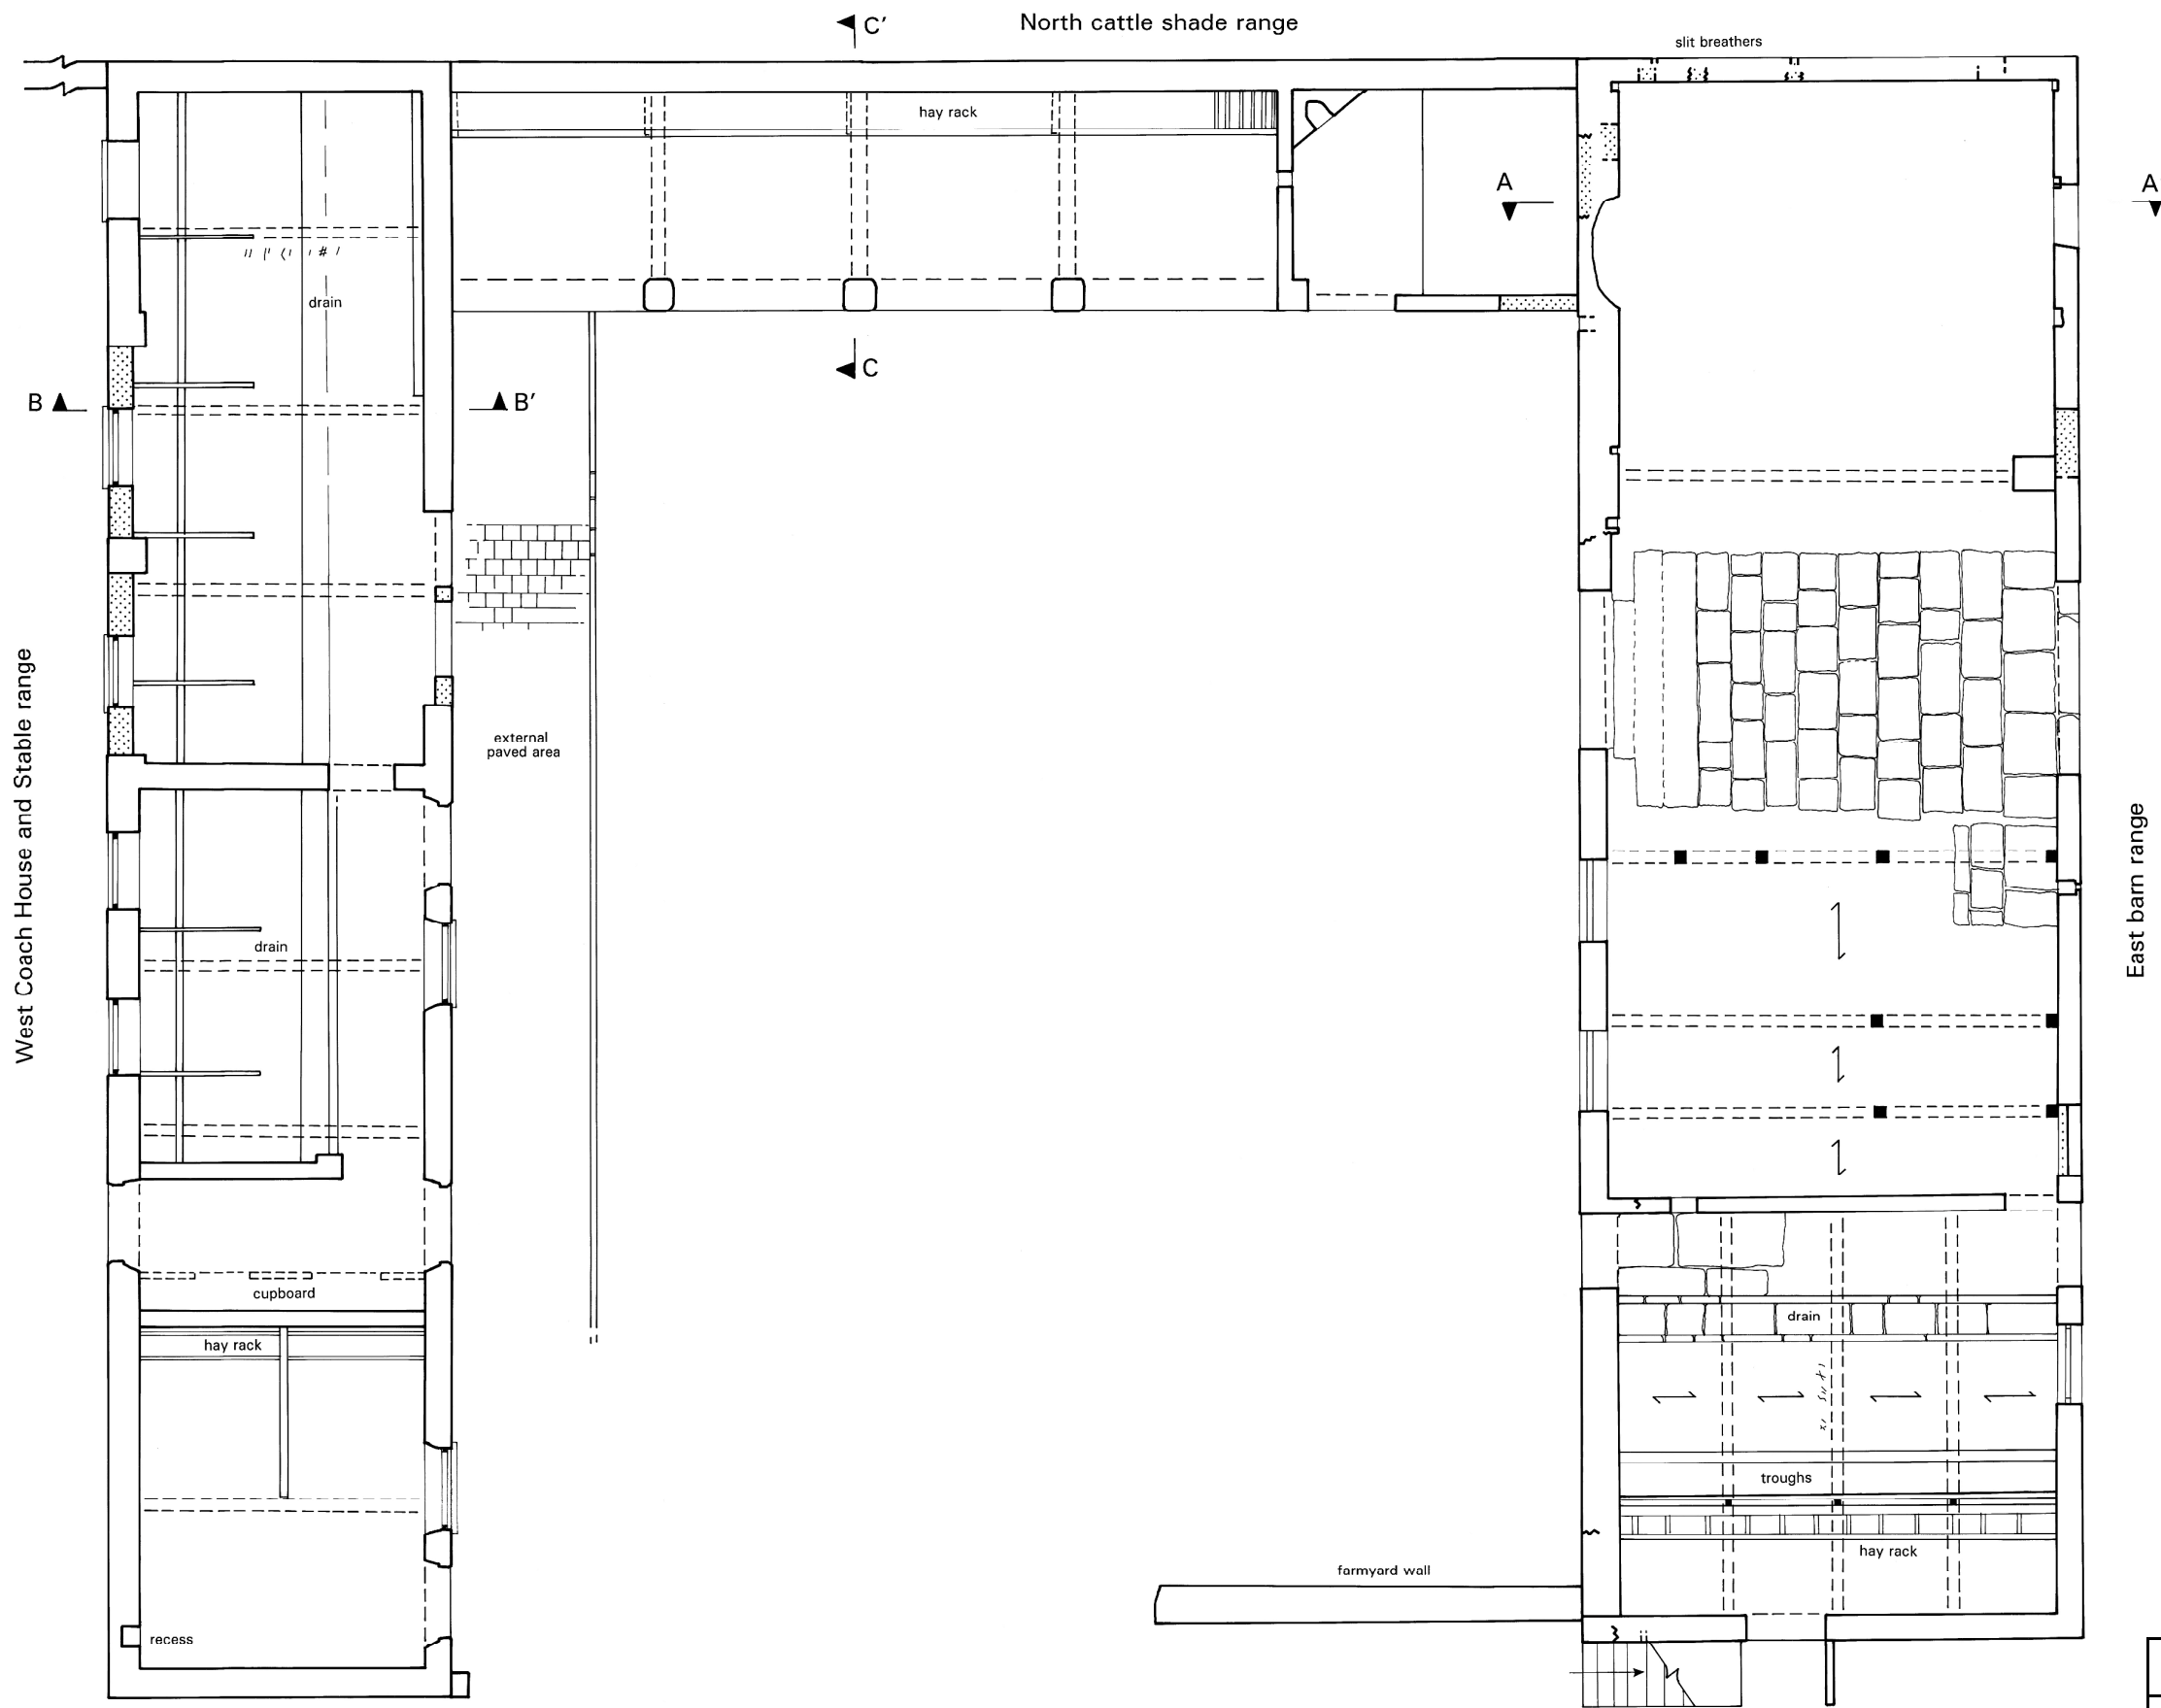 North cattle shade range
C'
slit breathers
hay rack
A
A
drain
C
B
B'
West Coach House and Stable range
external
paved area
East barn range
drain
cupboard
hay rack
drain
troughs
hay rack
farmyard wall
recess